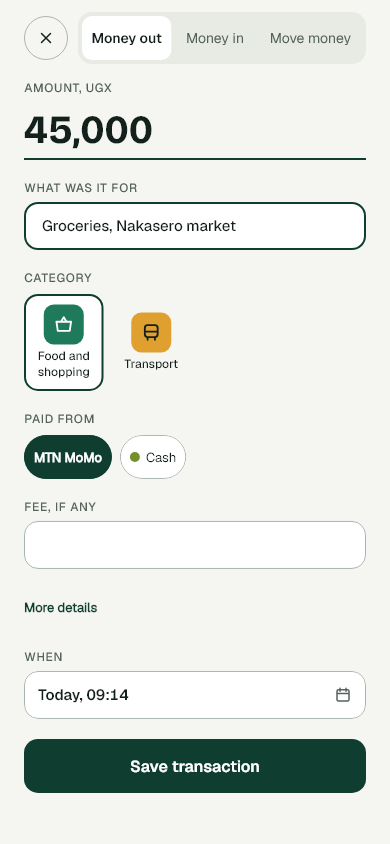 Money out
Money in
Move money
AMOUNT, UGX
45,000
WHAT WAS IT FOR
Groceries, Nakasero market
CATEGORY
Food and
shopping
Transport
PAID FROM
MTN MoMo
Cash
FEE, IF ANY
More details
WHEN
Today, 09:14
Save transaction